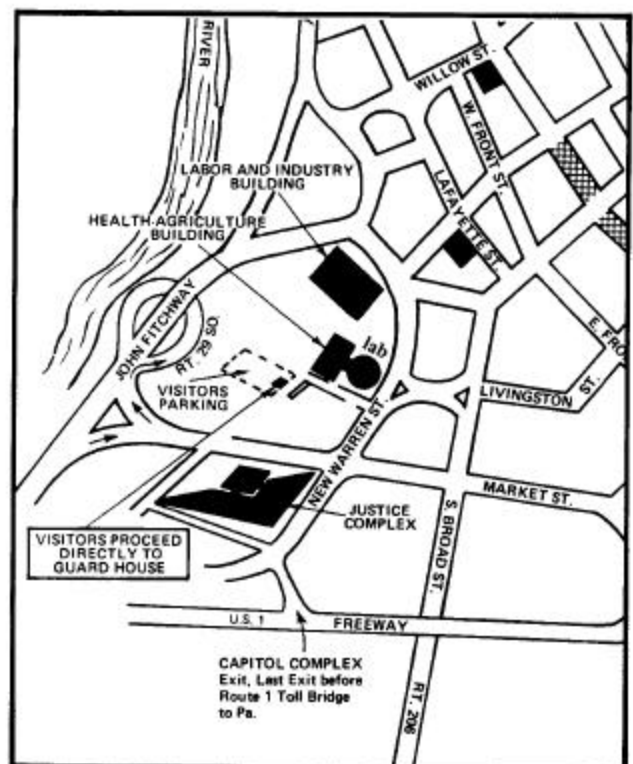 RIVER
WILLOW ST.
W. FRONT ST.
LABOR AND INDUSTRY
BUILDING
LAFAYETTE ST.
HEALTH-AGRICULTURE
BUILDING
E. FRO
JOHN FITCHWAY
RT. 29 SO.
lab
VISITORS
PARKING
LIVINGSTON
ST.
NEW WARREN ST.
MARKET ST.
JUSTICE
COMPLEX
S. BROAD ST.
VISITORS PROCEED
DIRECTLY TO
GUARD HOUSE
U.S. 1
FREEWAY
CAPITOL COMPLEX
Exit, Last Exit before
Route 1 Toll Bridge
to Pa.
RT. 206